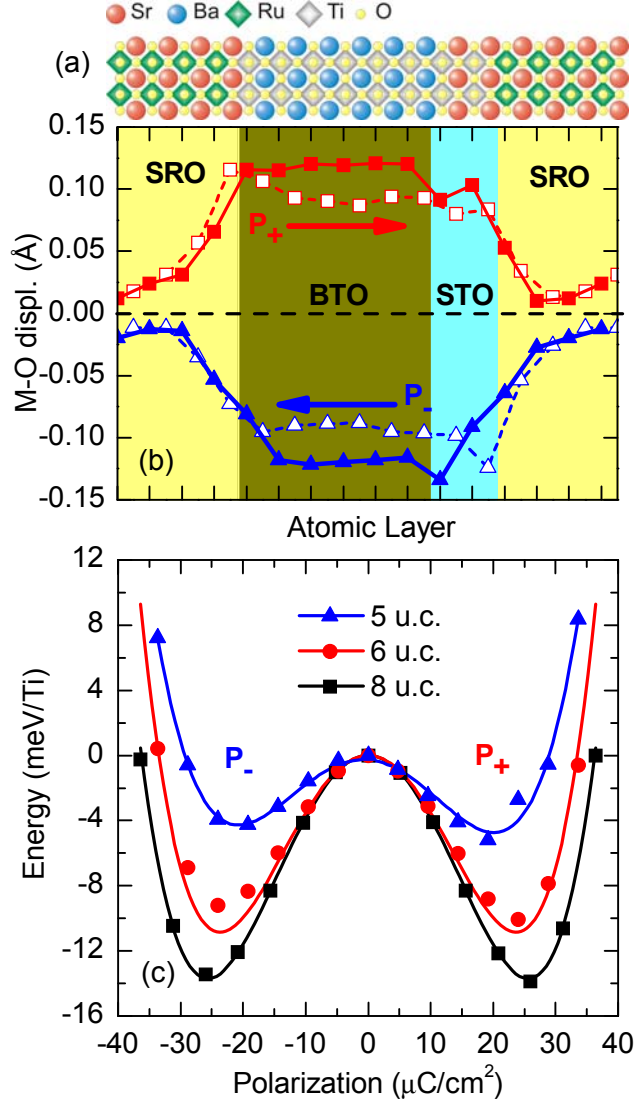 Sr Ba Ru Ti O
(a)
0.15
0.10
0.05
0.00
-0.05
-0.10
-0.15
M-O displ. (Å)
SRO SRO
P+
BTO STO
P-
(b)
Atomic Layer
12
8
4
0
-4
-8
-12
-16
Energy (meV/Ti)
5 u.c.
6 u.c.
8 u.c.
P- P+
(c)
-40 -30 -20 -10 0 10 20 30 40
Polarization (μC/cm²)